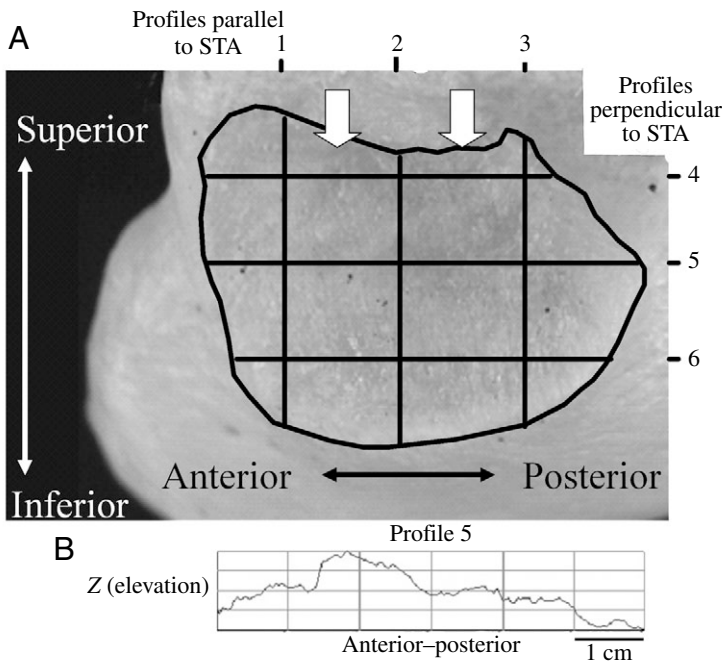 A
Profiles parallel
to STA
1
2
3
Profiles
perpendicular
to STA
Superior
4
5
6
Anterior
Posterior
Inferior
B
Profile 5
Z (elevation)
Anterior–posterior
1 cm